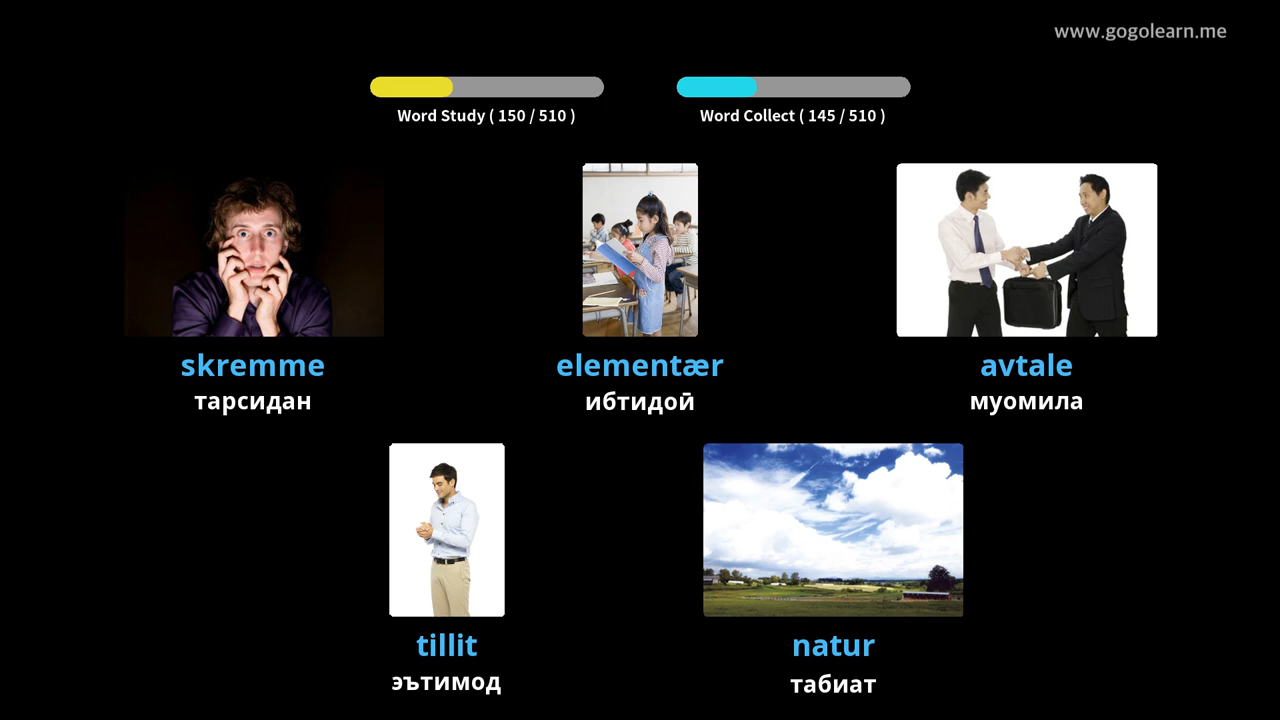 www.gogolearn.me
Word Study ( 150 / 510 )
Word Collect ( 145 / 510 )
skremme
тарсидан
elementær
ибтидоӣ
avtale
муомила
tillit
эътимод
natur
табиат